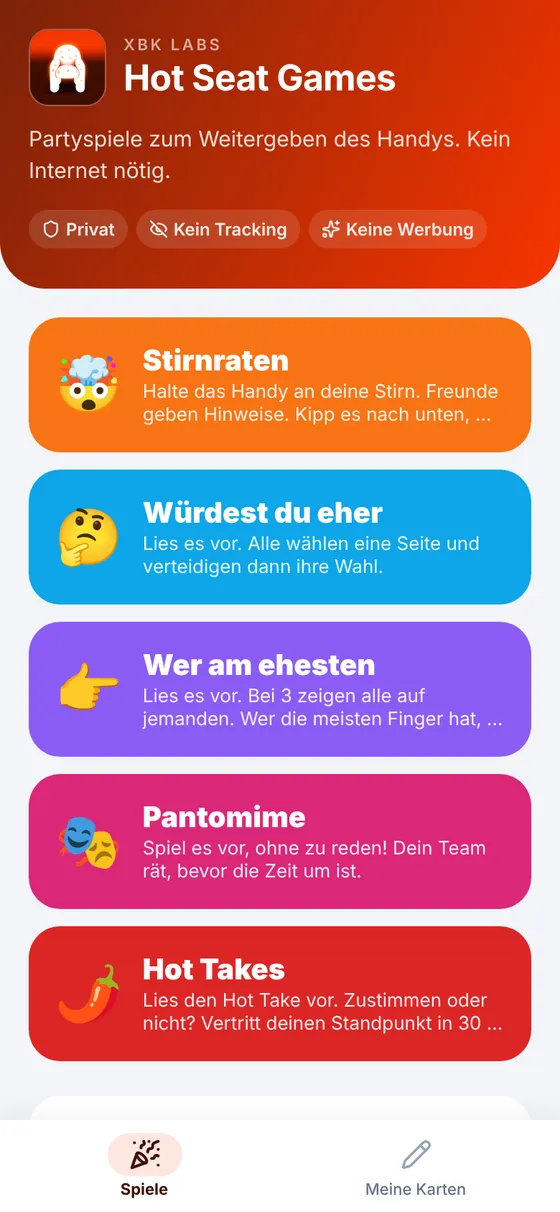 XBK LABS
Hot Seat Games
Partyspiele zum Weitergeben des Handys. Kein
Internet nötig.
Privat
Kein Tracking
Keine Werbung
Stirnraten
Halte das Handy an deine Stirn. Freunde
geben Hinweise. Kipp es nach unten, ...
Würdest du eher
Lies es vor. Alle wählen eine Seite und
verteidigen dann ihre Wahl.
Wer am ehesten
Lies es vor. Bei 3 zeigen alle auf
jemanden. Wer die meisten Finger hat, ...
Pantomime
Spiel es vor, ohne zu reden! Dein Team
rät, bevor die Zeit um ist.
Hot Takes
Lies den Hot Take vor. Zustimmen oder
nicht? Vertritt deinen Standpunkt in 30 ...
Spiele
Meine Karten